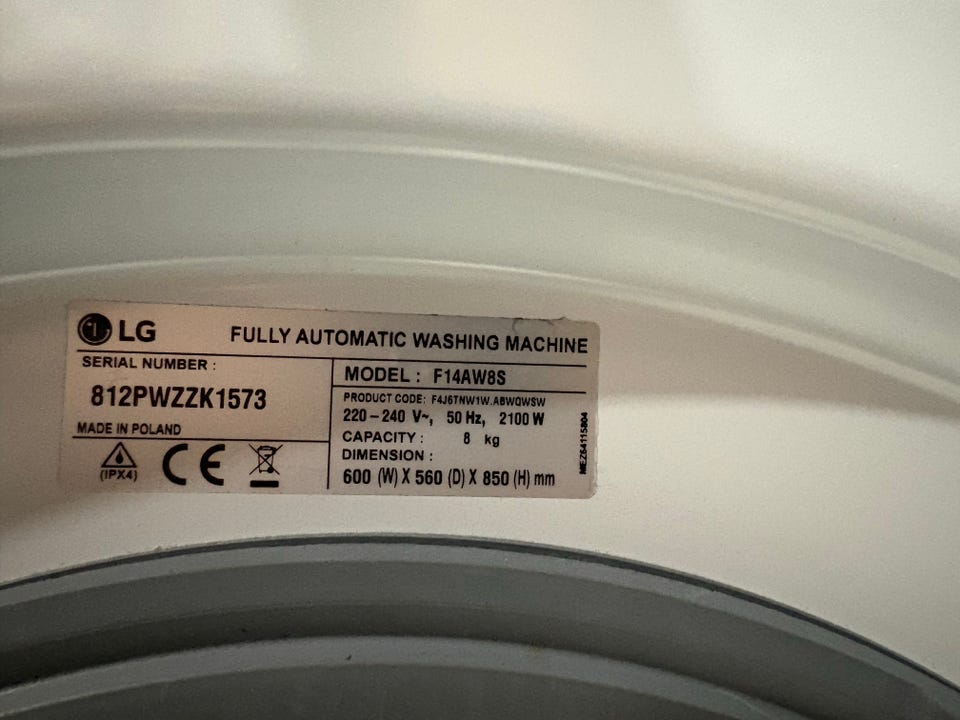 LG FULLY AUTOMATIC WASHING MACHINE
SERIAL NUMBER :
812PWZZK1573
MADE IN POLAND
(IPX4)
CE
MODEL : F14AW8S
PRODUCT CODE: F4J6TNW1W.ABWQWSW
220-240 V~, 50 Hz, 2100 W
CAPACITY : 8 kg
DIMENSION :
600 (W) X 560 (D) X 850 (H) mm
MEZ64115804